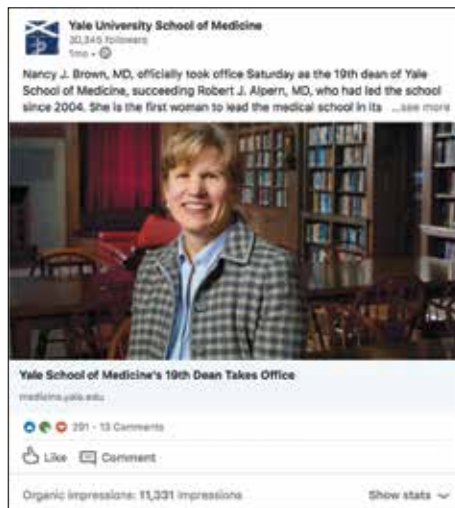 Yale University School of Medicine
30,345 followers
1mo •
Nancy J. Brown, MD, officially took office Saturday as the 19th dean of Yale
School of Medicine, succeeding Robert J. Alpern, MD, who had led the school
since 2004. She is the first woman to lead the medical school in its ...see more
Yale School of Medicine's 19th Dean Takes Office
medicine.yale.edu
291 • 13 Comments
Like Comment
Organic impressions: 11,331 impressions Show stats